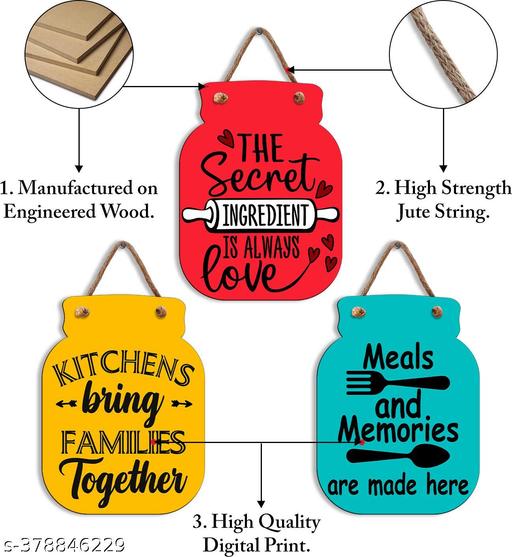 1. Manufactured on
Engineered Wood.
2. High Strength
Jute String.
THE
Secret
INGREDIENT
IS ALWAYS
love
KITCHENS
bring
FAMILIES
Together
Meals
and
Memories
are made here
3. High Quality
Digital Print.
s-378846229